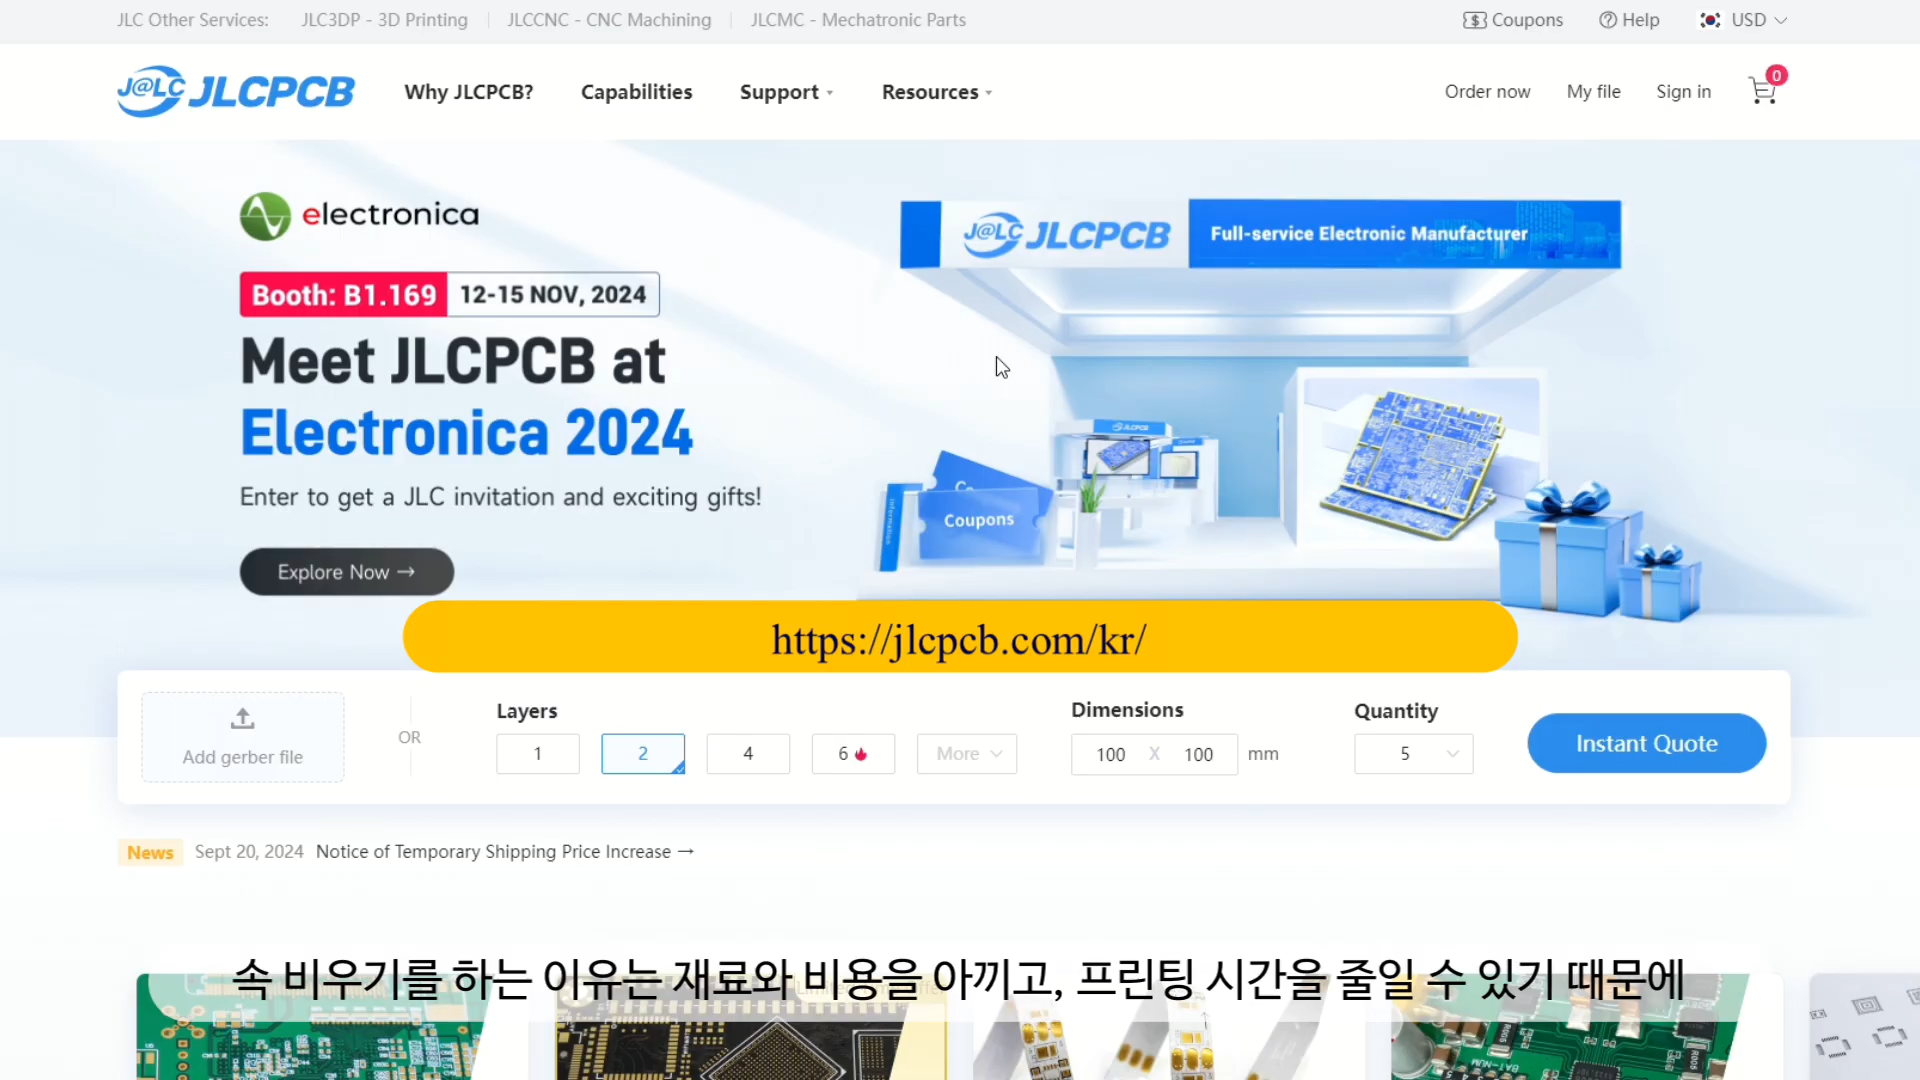 JLC Other Services: JLC3DP - 3D Printing JLCCNC - CNC Machining JLCMC - Mechatronic Parts Coupons Help USD
J@LC JLCPCB Why JLCPCB? Capabilities Support Resources Order now My file Sign in 0
electronica
J@LC JLCPCB Full-service Electronic Manufacturer
Booth: B1.169 12-15 NOV, 2024
Meet JLCPCB at
Electronica 2024
Enter to get a JLC invitation and exciting gifts!
Coupons
Explore Now →
https://jlcpcb.com/kr/
Add gerber file
OR
Layers
1 2 4 6 More
Dimensions
100 X 100 mm
Quantity
5
Instant Quote
News Sept 20, 2024 Notice of Temporary Shipping Price Increase →
속 비우기를 하는 이유는 재료와 비용을 아끼고, 프린팅 시간을 줄일 수 있기 때문에